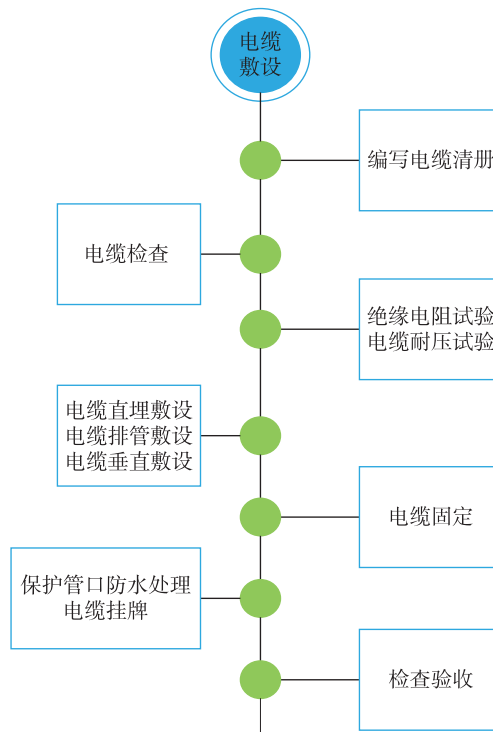 电缆
敷设
编写电缆清册
电缆检查
绝缘电阻试验
电缆耐压试验
电缆直埋敷设
电缆排管敷设
电缆垂直敷设
电缆固定
保护管口防水处理
电缆挂牌
检查验收